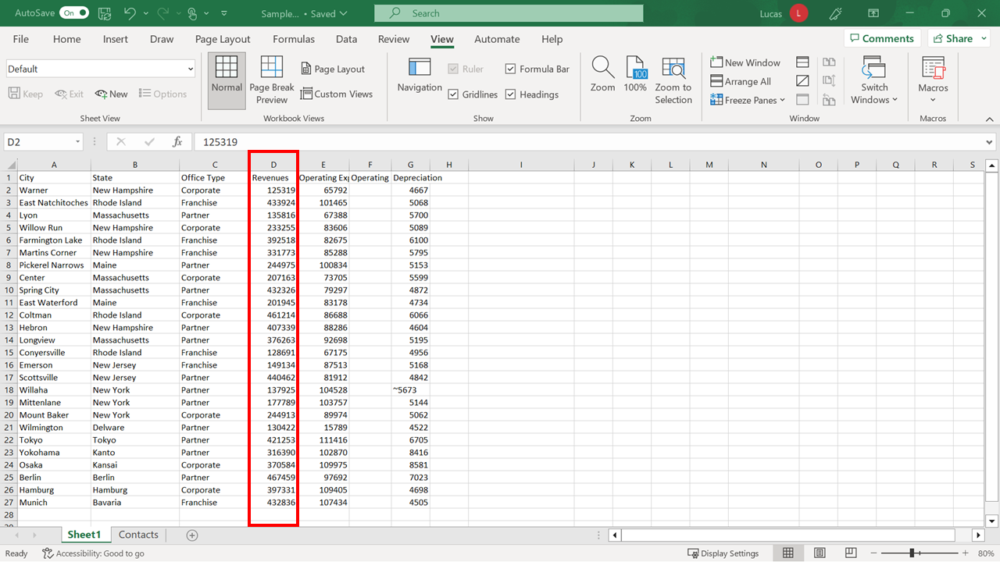 AutoSave On Sample... • Saved Search Lucas L
File Home Insert Draw Page Layout Formulas Data Review View Automate Help Comments Share
Default
Keep Exit New Options
Sheet View
Normal
Page Break Preview
Page Layout
Custom Views
Workbook Views
Navigation
Ruler Formula Bar
Gridlines Headings
Show
Zoom
100 100%
Zoom to Selection
Zoom
New Window
Arrange All
Freeze Panes
Switch Windows
Window
Macros
Macros
D2 fx 125319
A B C D E F G H I J K L M N O P Q R S
1 City State Office Type Revenues Operating Exp Operating Depreciation
2 Warner New Hampshire Corporate 125319 65792 4667
3 East Natchitoches Rhode Island Franchise 433924 101465 5068
4 Lyon Massachusetts Partner 135816 67388 5700
5 Willow Run New Hampshire Corporate 233255 83606 5089
6 Farmington Lake Rhode Island Franchise 392518 82675 6100
7 Martins Corner New Hampshire Franchise 331773 85288 5795
8 Pickerel Narrows Maine Partner 244975 100834 5153
9 Center Massachusetts Corporate 207163 73705 5599
10 Spring City Massachusetts Partner 432326 79297 4872
11 East Waterford Maine Franchise 201945 83178 4734
12 Coltman Rhode Island Corporate 461214 86688 6066
13 Hebron New Hampshire Partner 407339 88286 4604
14 Longview Massachusetts Partner 376263 92698 5195
15 Conyersville Rhode Island Franchise 128691 67175 4956
16 Emerson New Jersey Franchise 149134 87513 5168
17 Scottsville New Jersey Partner 440462 81912 4842
18 Willaha New York Partner 137925 104528 ~5673
19 Mittenlane New York Partner 177789 103757 5144
20 Mount Baker New York Corporate 244913 89974 5062
21 Wilmington Delware Partner 130422 15789 4522
22 Tokyo Tokyo Partner 421253 111416 6705
23 Yokohama Kanto Partner 316390 102870 8416
24 Osaka Kansai Corporate 370584 109975 8581
25 Berlin Berlin Partner 467459 97692 7023
26 Hamburg Hamburg Corporate 397331 109405 4698
27 Munich Bavaria Franchise 432836 107434 4505
28
Sheet1 Contacts
Ready Accessibility: Good to go Display Settings 80%